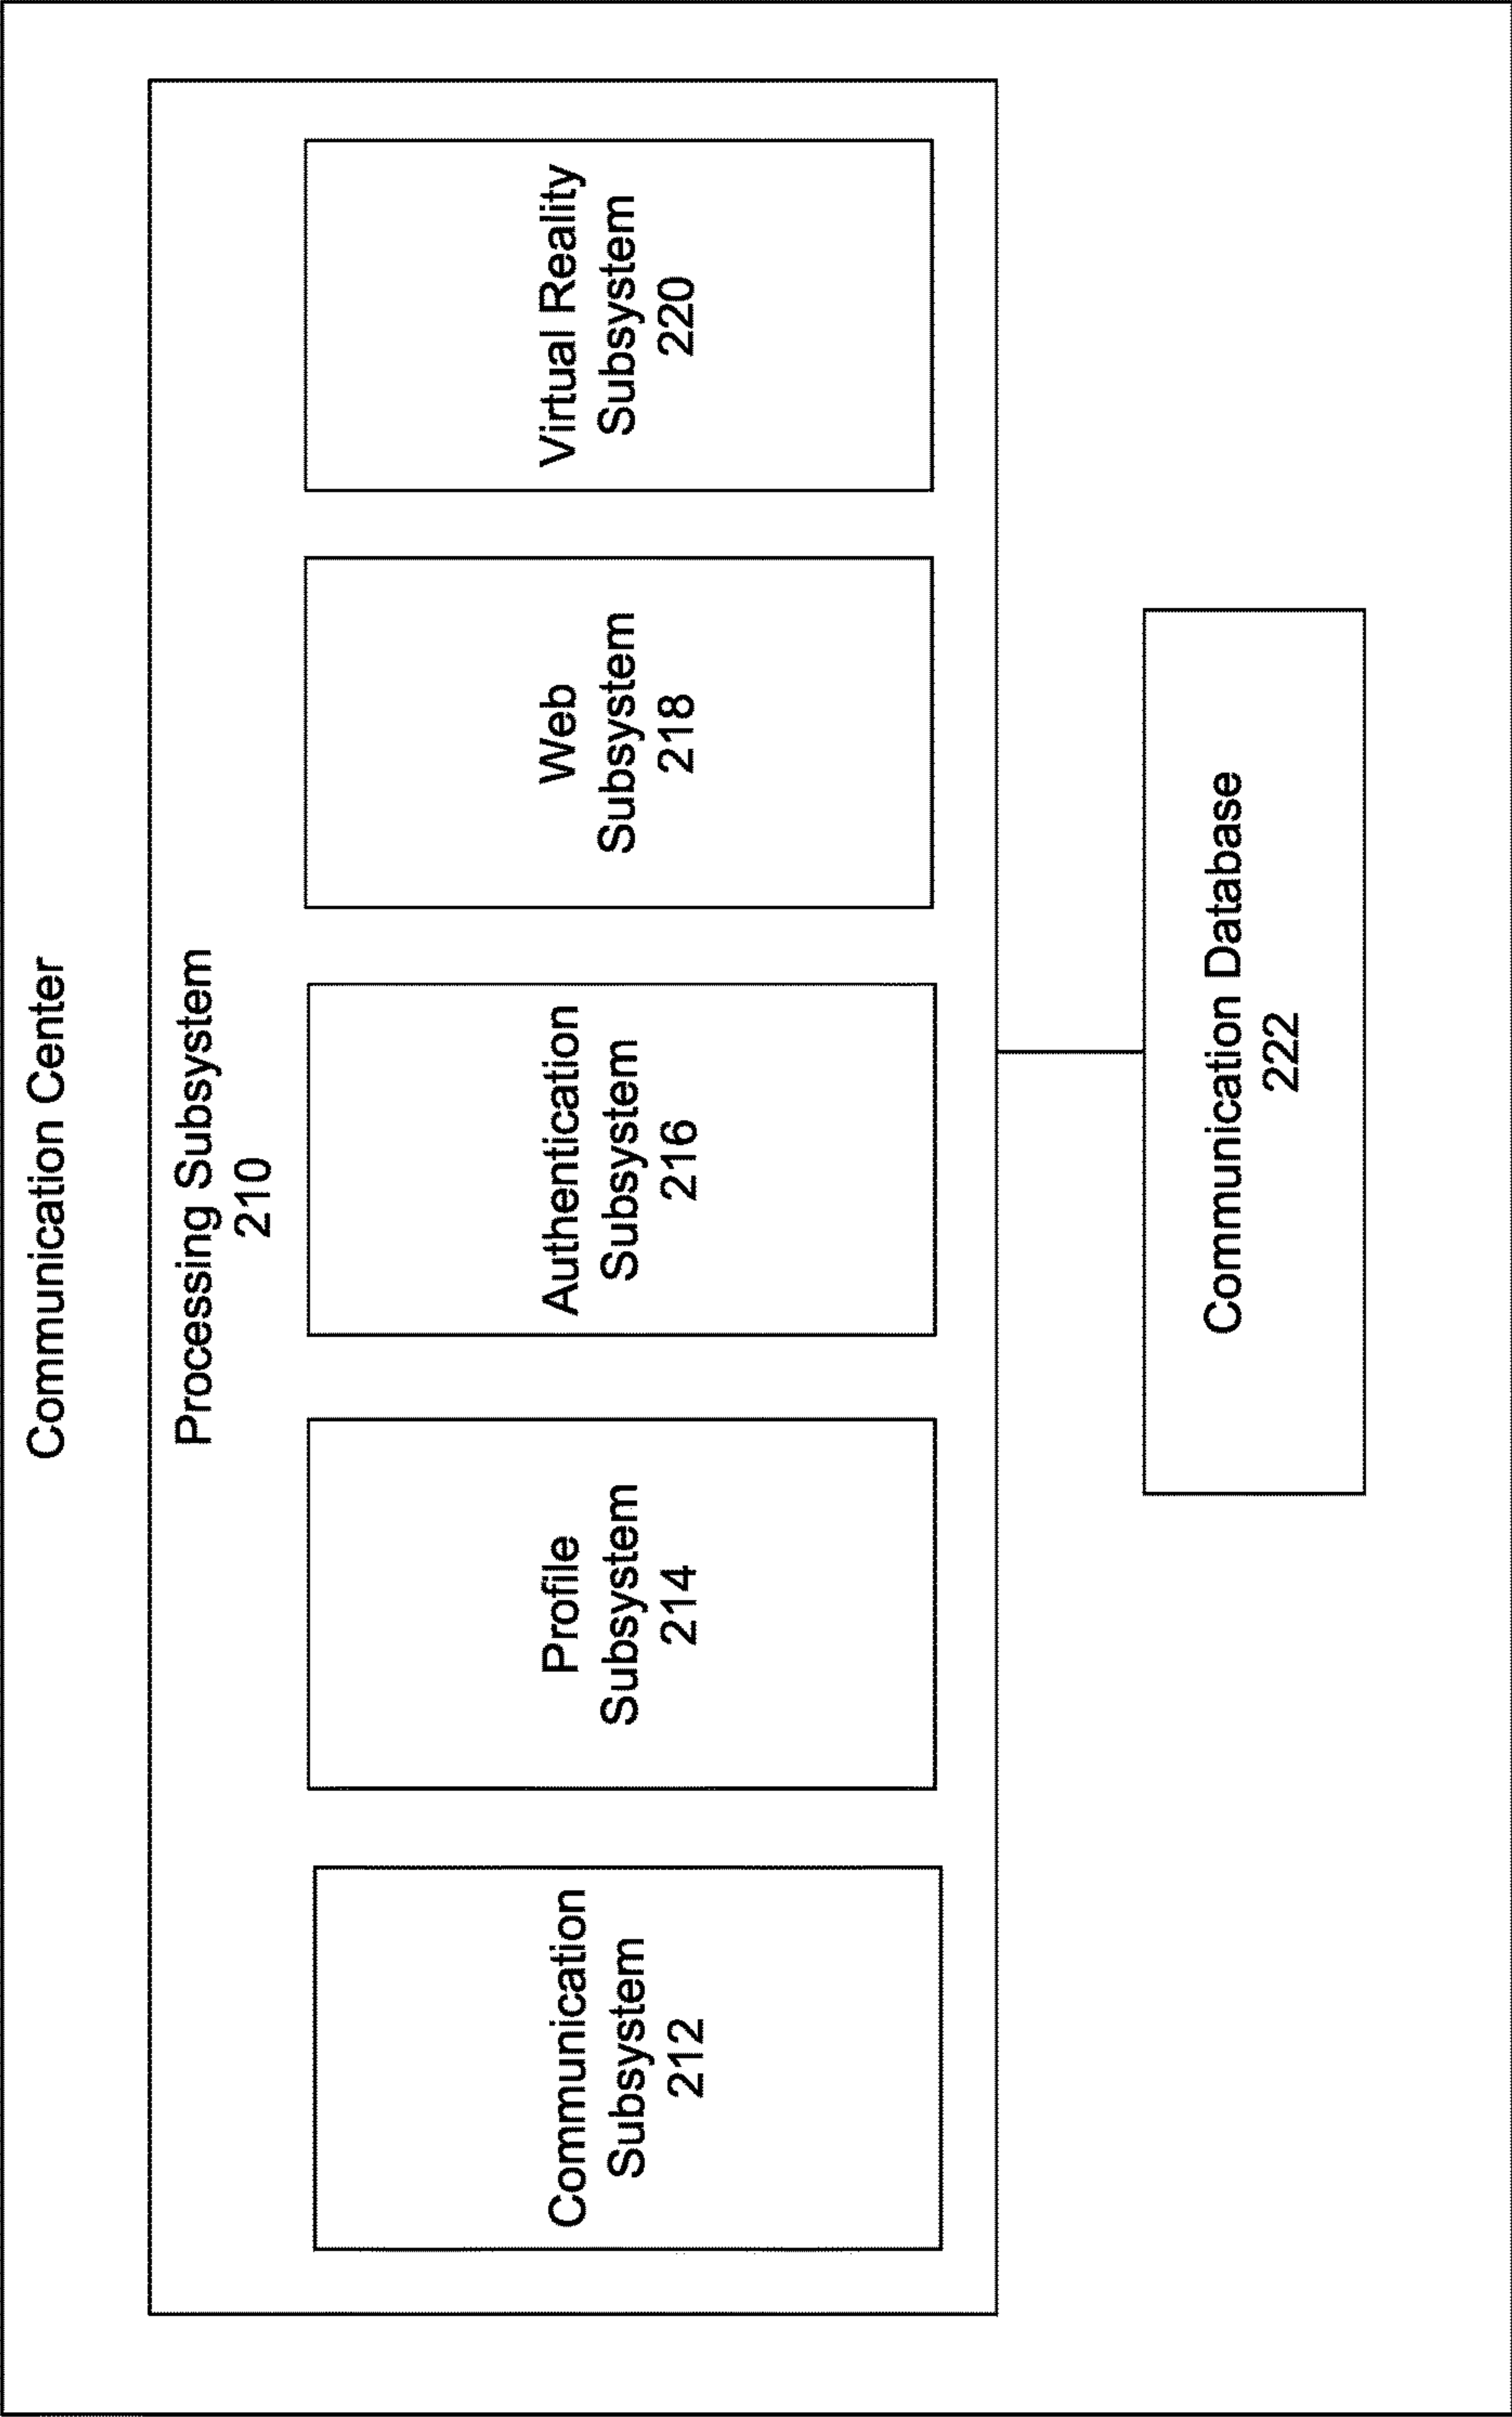 Communication Center
Processing Subsystem
210
Communication
Subsystem
212
Profile
Subsystem
214
Authentication
Subsystem
216
Web
Subsystem
218
Virtual Reality
Subsystem
220
Communication Database
222